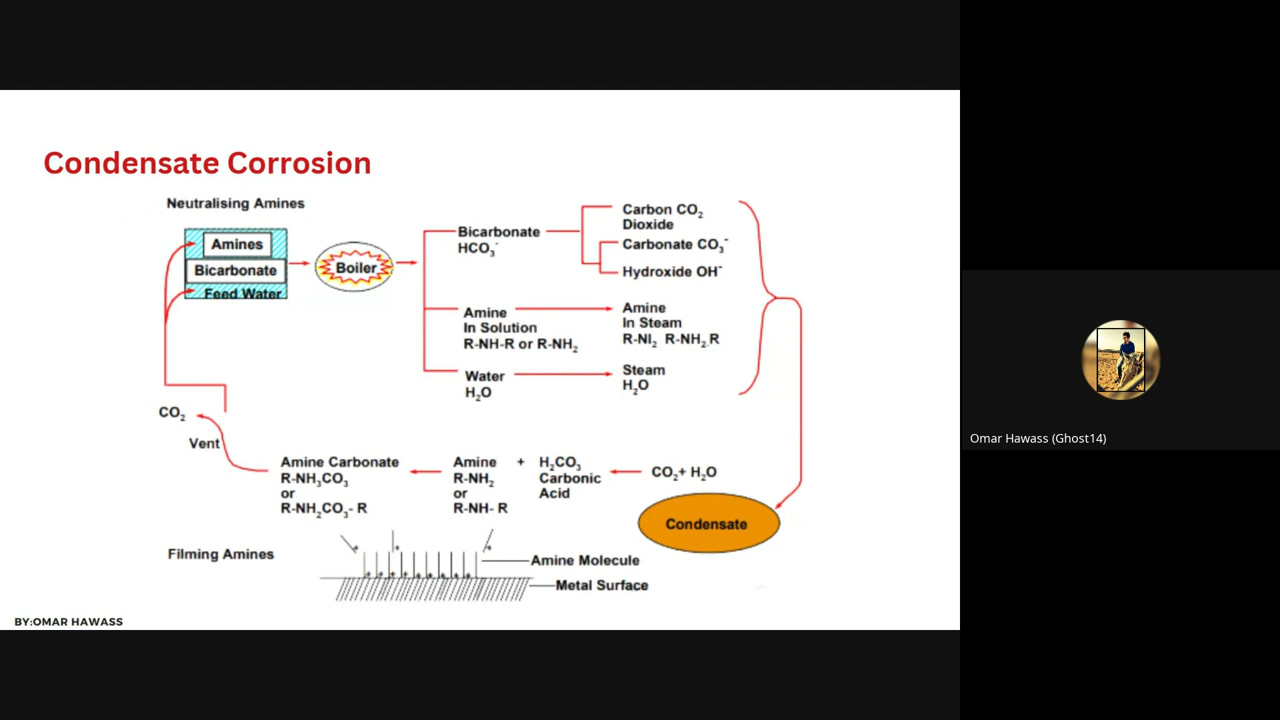 Condensate Corrosion
Neutralising Amines
Amines
Bicarbonate
Feed Water
Boiler
Bicarbonate
HCO₃⁻
Carbon CO₂
Dioxide
Carbonate CO₃⁻
Hydroxide OH⁻
Amine
In Solution
R-NH-R or R-NH₂
Amine
In Steam
R-NI₂ R-NH₂R
Water
H₂O
Steam
H₂O
CO₂
Vent
Amine Carbonate
R-NH₃CO₃
or
R-NH₂CO₃- R
Amine
R-NH₂
or
R-NH- R
+
H₂CO₃
Carbonic
Acid
CO₂+ H₂O
Condensate
Filming Amines
Amine Molecule
Metal Surface
BY:OMAR HAWASS
Omar Hawass (Ghost14)